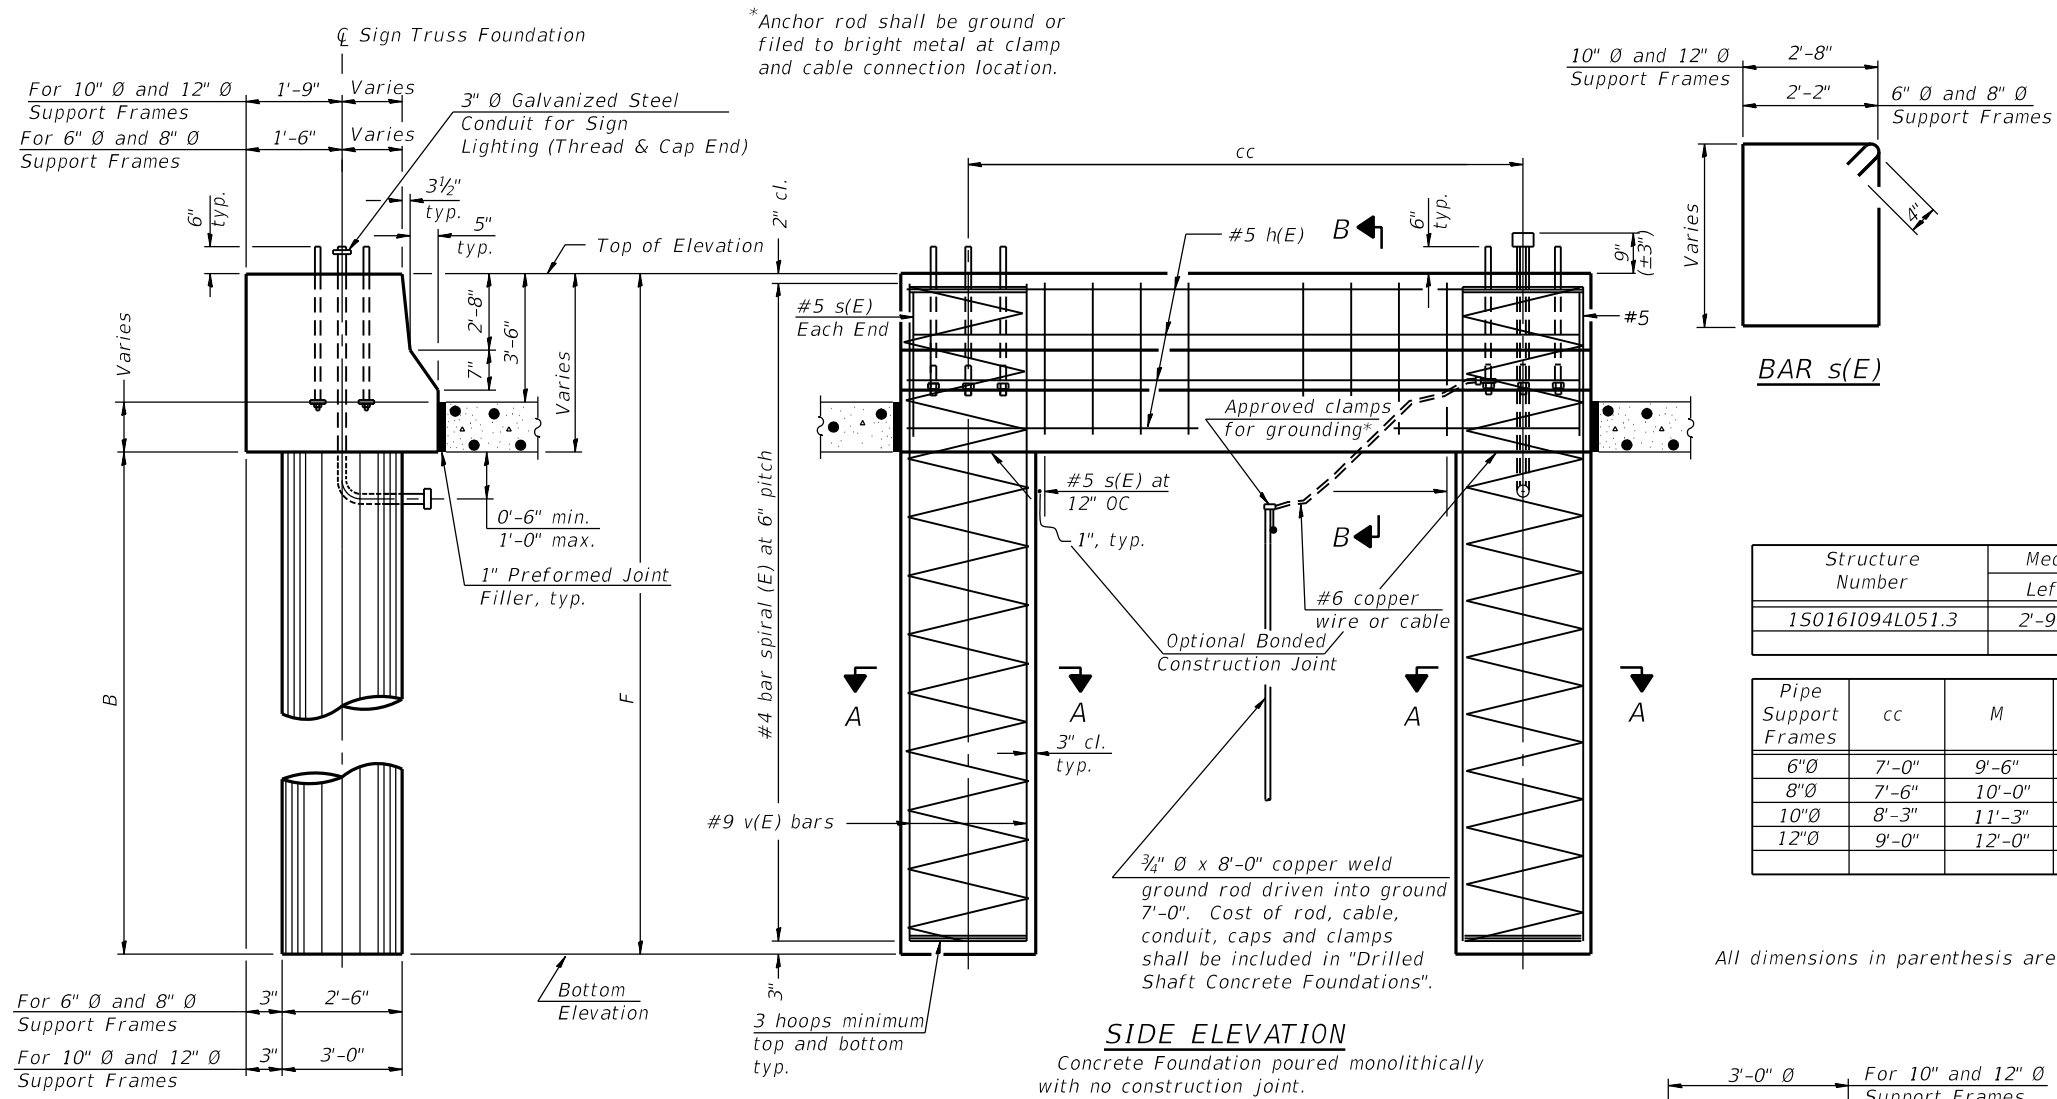 ℄ Sign Truss Foundation
*Anchor rod shall be ground or
filed to bright metal at clamp
and cable connection location.
For 10" Ø and 12" Ø
Support Frames
1'-9"
Varies
For 6" Ø and 8" Ø
Support Frames
1'-6"
Varies
3" Ø Galvanized Steel
Conduit for Sign
Lighting (Thread & Cap End)
6"
typ.
3½"
typ.
5"
typ.
Top of Elevation
2'-8"
7"
3'-6"
Varies
Varies
0'-6" min.
1'-0" max.
1" Preformed Joint
Filler, typ.
B
F
Bottom
Elevation
For 6" Ø and 8" Ø
Support Frames
3"
2'-6"
For 10" Ø and 12" Ø
Support Frames
3"
3'-0"
2" cl.
cc
#5 h(E)
B
6"
typ.
9"
(±3")
#5 s(E)
Each End
#5
Approved clamps
for grounding*
#4 bar spiral (E) at 6" pitch
#5 s(E) at
12" OC
1", typ.
B
#6 copper
wire or cable
Optional Bonded
Construction Joint
A
A
A
A
3" cl.
typ.
#9 v(E) bars
¾" Ø x 8'-0" copper weld
ground rod driven into ground
7'-0". Cost of rod, cable,
conduit, caps and clamps
shall be included in "Drilled
Shaft Concrete Foundations".
3"
3 hoops minimum
top and bottom
typ.
SIDE ELEVATION
Concrete Foundation poured monolithically
with no construction joint.
10" Ø and 12" Ø
Support Frames
2'-8"
2'-2"
6" Ø and 8" Ø
Support Frames
Varies
4"
BAR s(E)
Structure
Number
Lef
1S016I094L051.3
2'-9
Pipe
Support
Frames
cc
M
6"Ø
7'-0"
9'-6"
8"Ø
7'-6"
10'-0"
10"Ø
8'-3"
11'-3"
12"Ø
9'-0"
12'-0"
All dimensions in parenthesis are
3'-0" Ø
For 10" and 12" Ø
Support Frames